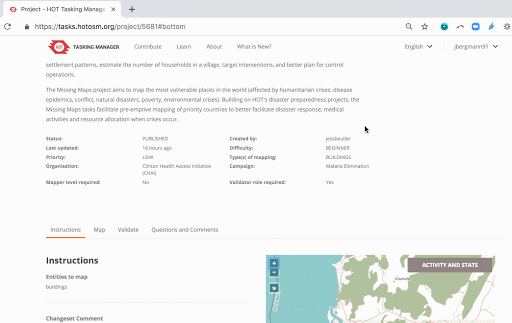 Project - HOT Tasking Manag
https://tasks.hotosm.org/project/5681#bottom
HOT TASKING MANAGER Contribute Learn About What is New? English jbergmann91
settlement patterns, estimate the number of households in a village, target interventions, and better plan for control
operations.
The Missing Maps project aims to map the most vulnerable places in the world (affected by humanitarian crises: disease
epidemics, conflict, natural disasters, poverty, environmental crises). Building on HOT's disaster preparedness projects, the
Missing Maps tasks facilitate pre-emptive mapping of priority countries to better facilitate disaster response, medical
activities and resource allocation when crises occur.
Status: PUBLISHED Created by: jessbeutler
Last updated: 16 hours ago Difficulty: BEGINNER
Priority: LOW Type(s) of mapping: BUILDINGS
Organisation: Clinton Health Access Initiative Campaign: Malaria Elimination
(CHAI)
Mapper level required: No Validator role required: Yes
Instructions Map Validate Questions and Comments
Instructions
ACTIVITY AND STATS
Entities to map
buildings
Changeset Comment